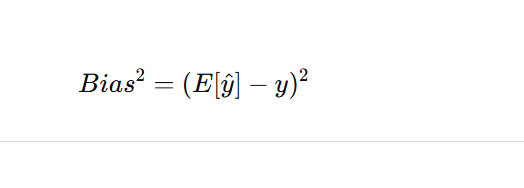 Bias² = (E[ŷ] − y)²